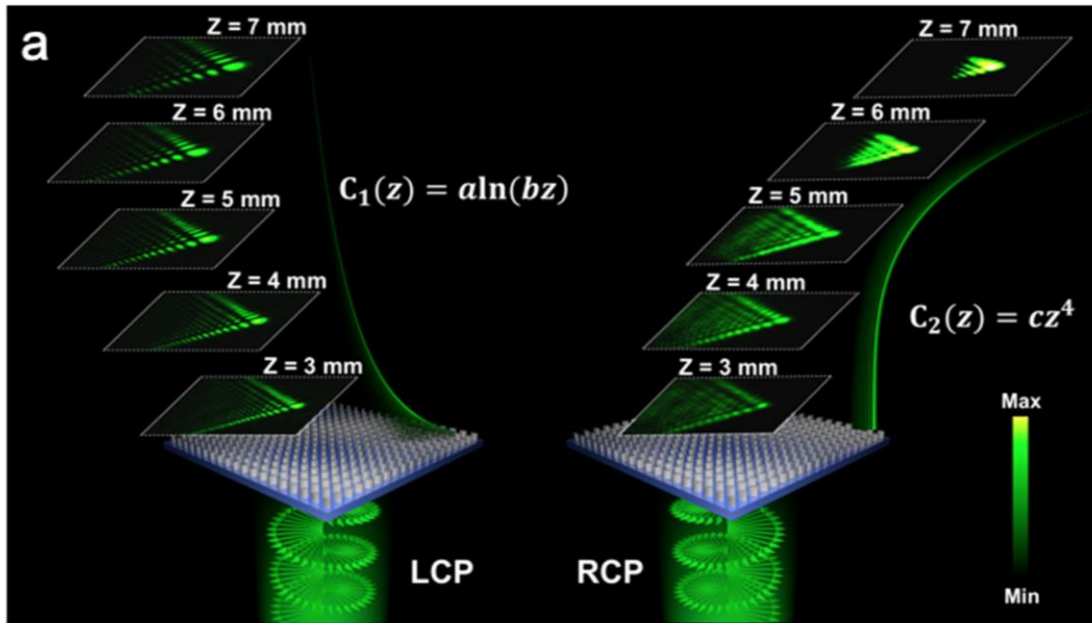 a
Z = 7 mm
Z = 6 mm
Z = 5 mm
Z = 4 mm
Z = 3 mm
C₁(z) = aln(bz)
LCP
Z = 7 mm
Z = 6 mm
Z = 5 mm
Z = 4 mm
Z = 3 mm
C₂(z) = cz⁴
RCP
Max
Min